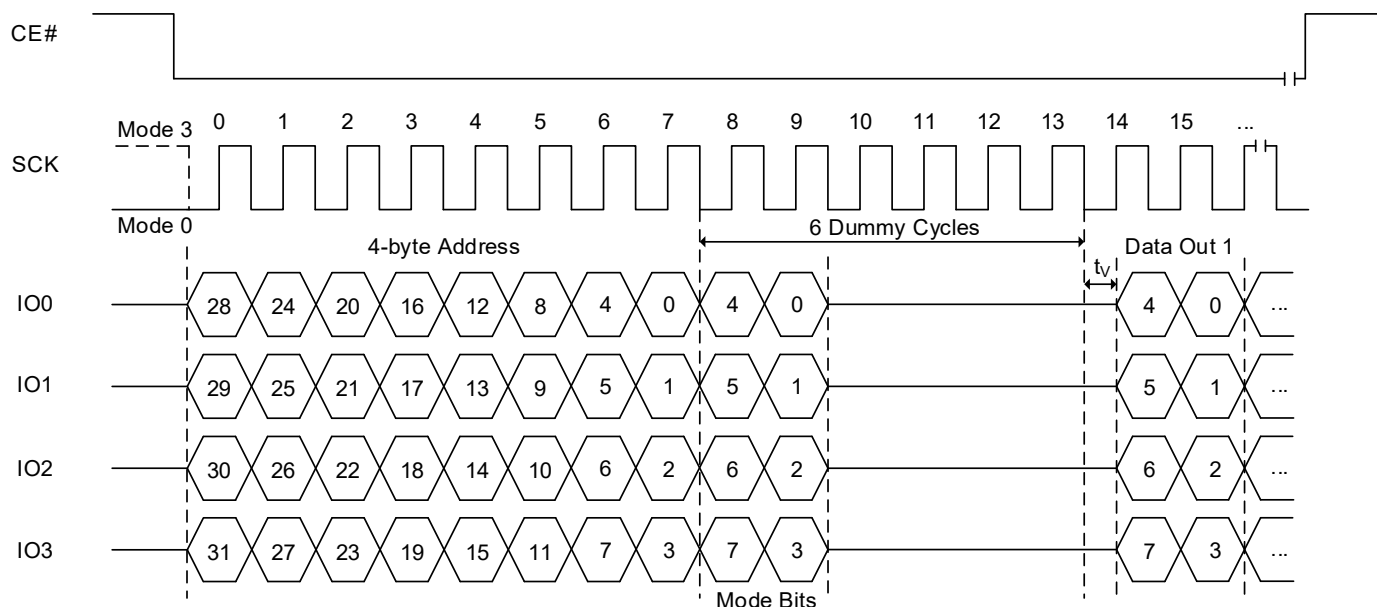 CE#
Mode 3 0 1 2 3 4 5 6 7 8 9 10 11 12 13 14 15 ...
SCK
Mode 0
4-byte Address 6 Dummy Cycles Data Out 1
tV
IO0 28 24 20 16 12 8 4 0 4 0 4 0 ...
IO1 29 25 21 17 13 9 5 1 5 1 5 1 ...
IO2 30 26 22 18 14 10 6 2 6 2 6 2 ...
IO3 31 27 23 19 15 11 7 3 7 3 7 3 ...
Mode Bits